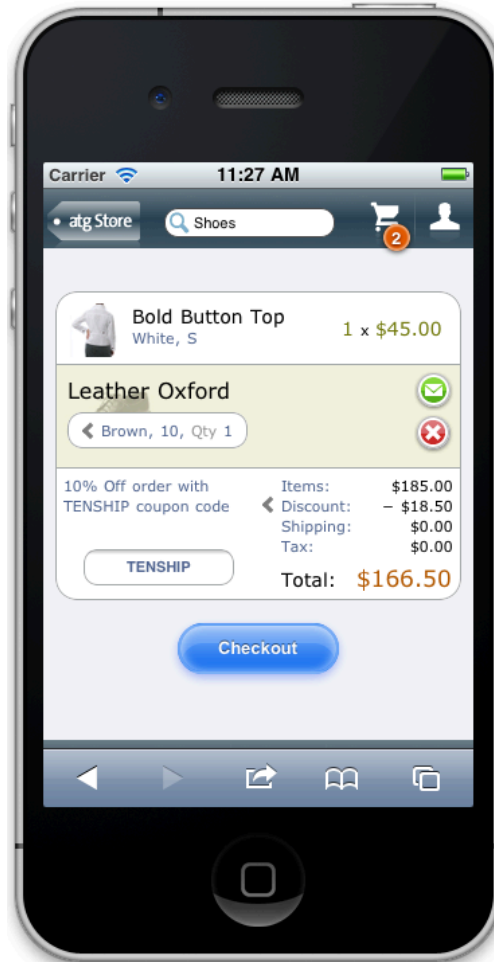 Carrier 11:27 AM
atg Store Shoes 2
Bold Button Top
White, S
1 x $45.00
Leather Oxford
Brown, 10, Qty 1
10% Off order with
TENSHIP coupon code
TENSHIP
Items: $185.00
Discount: – $18.50
Shipping: $0.00
Tax: $0.00
Total: $166.50
Checkout